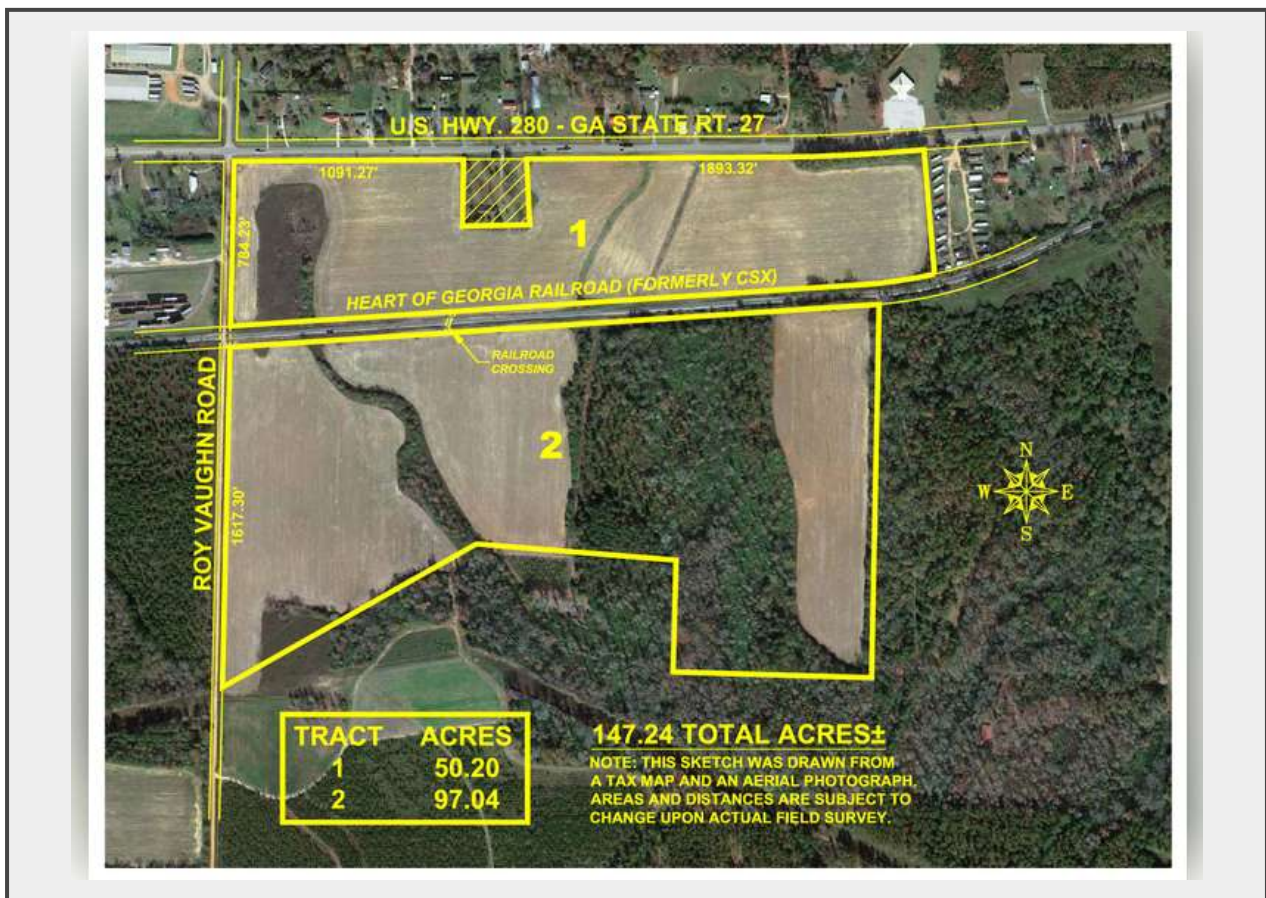 U.S. HWY. 280 - GA STATE RT. 27
1091.27'
1893.32'
784.23'
1
HEART OF GEORGIA RAILROAD (FORMERLY CSX)
RAILROAD
CROSSING
ROY VAUGHN ROAD
1617.30'
2
N
W
E
S
TRACT ACRES
1 50.20
2 97.04
147.24 TOTAL ACRES±
NOTE: THIS SKETCH WAS DRAWN FROM
A TAX MAP AND AN AERIAL PHOTOGRAPH.
AREAS AND DISTANCES ARE SUBJECT TO
CHANGE UPON ACTUAL FIELD SURVEY.